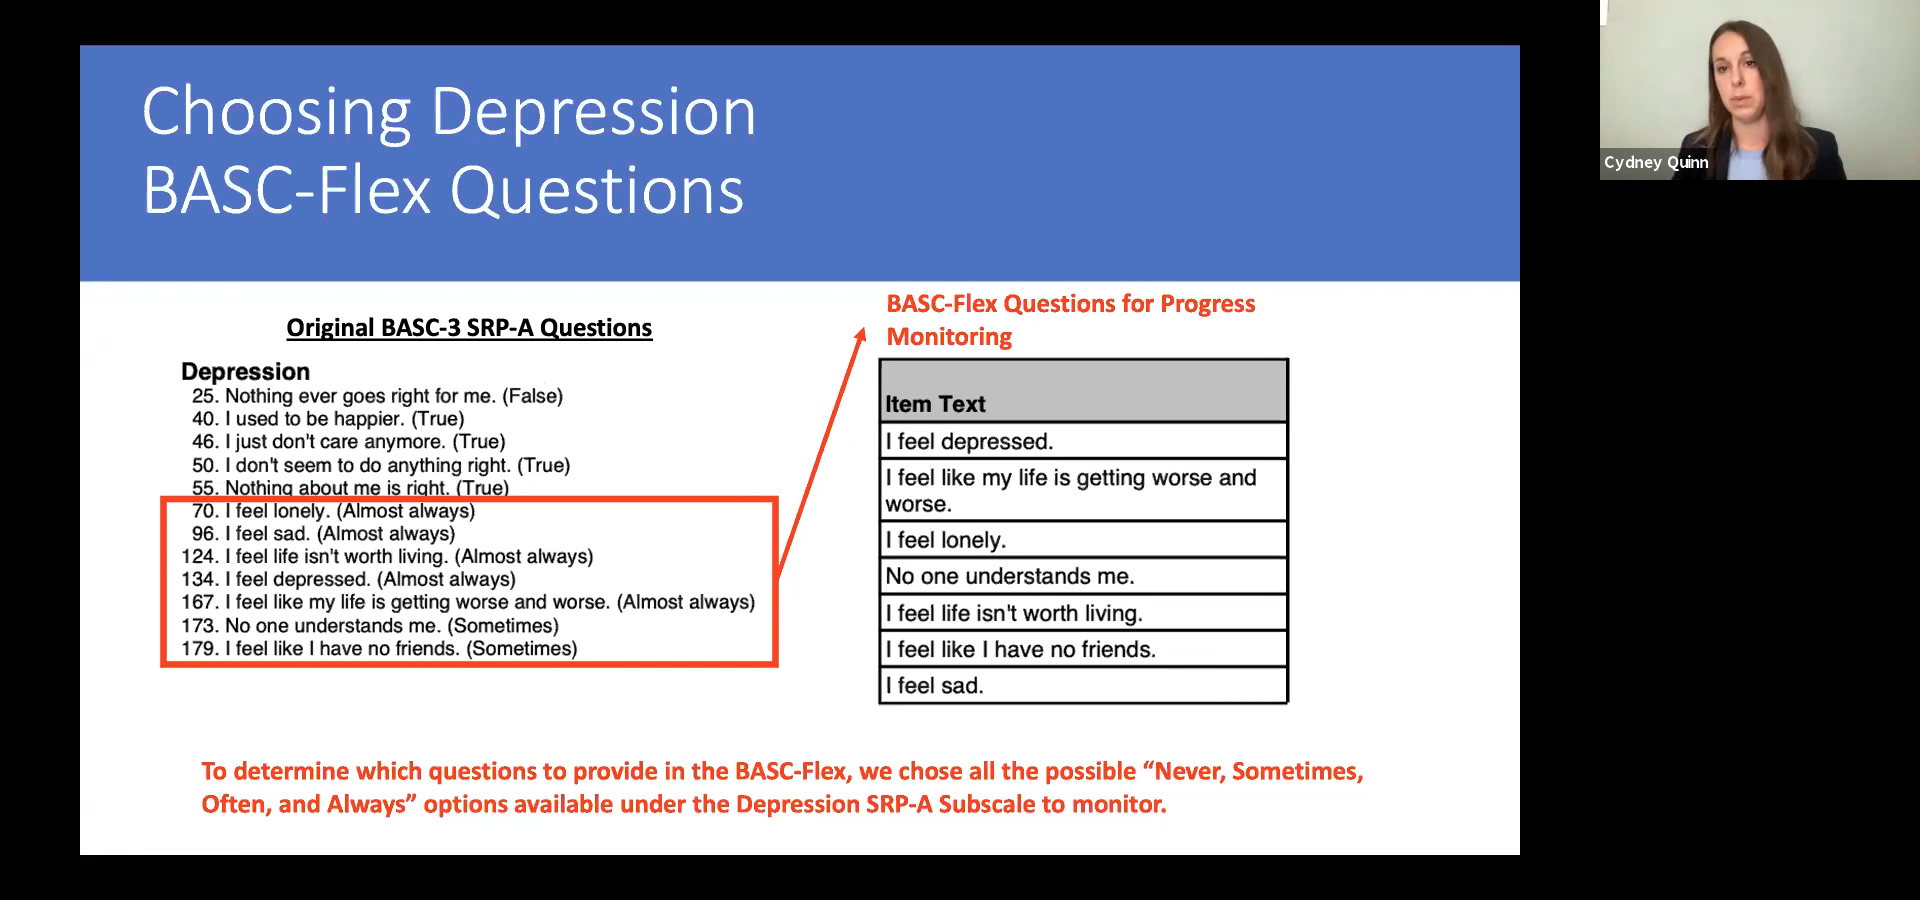 Choosing Depression
BASC-Flex Questions
Original BASC-3 SRP-A Questions
Depression
25. Nothing ever goes right for me. (False)
40. I used to be happier. (True)
46. I just don't care anymore. (True)
50. I don't seem to do anything right. (True)
55. Nothing about me is right. (True)
70. I feel lonely. (Almost always)
96. I feel sad. (Almost always)
124. I feel life isn't worth living. (Almost always)
134. I feel depressed. (Almost always)
167. I feel like my life is getting worse and worse. (Almost always)
173. No one understands me. (Sometimes)
179. I feel like I have no friends. (Sometimes)
BASC-Flex Questions for Progress
Monitoring
Item Text
I feel depressed.
I feel like my life is getting worse and
worse.
I feel lonely.
No one understands me.
I feel life isn't worth living.
I feel like I have no friends.
I feel sad.
To determine which questions to provide in the BASC-Flex, we chose all the possible “Never, Sometimes,
Often, and Always” options available under the Depression SRP-A Subscale to monitor.
Cydney Quinn